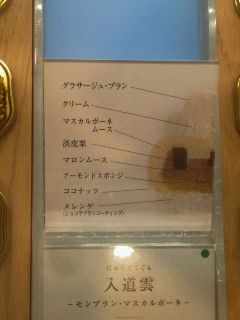 グラサージュ・ブラン
クリーム
マスカルポーネ
ムース
渋皮栗
マロンムース
アーモンドスポンジ
ココナッツ
メレンゲ
(ショコラブランコーティング)
にゅうどうぐも
入道雲
−モンブラン・マスカルポーネ−